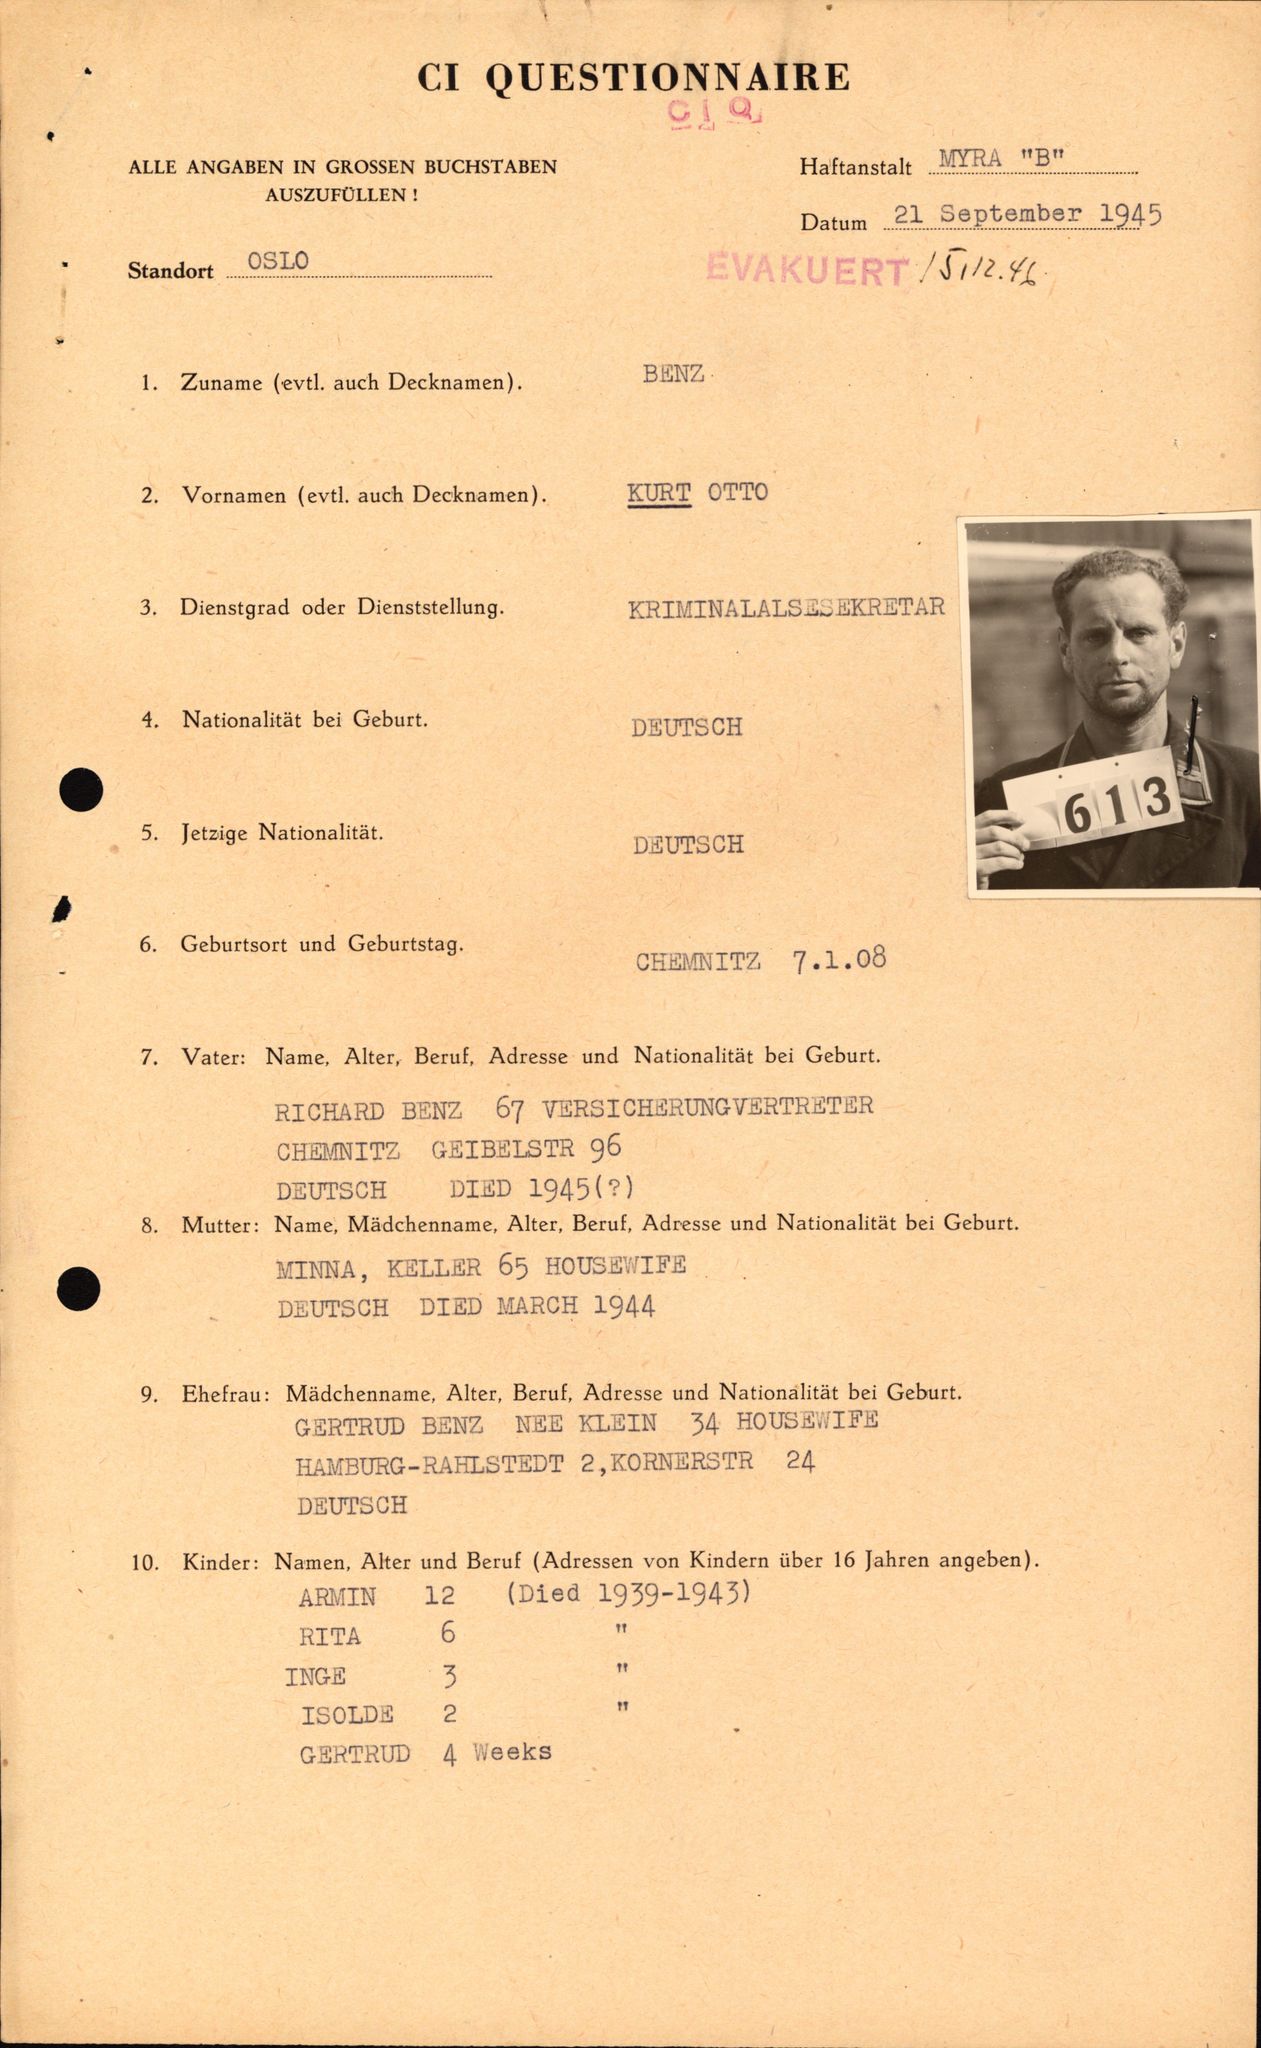 CI QUESTIONNAIRE
C I Q
ALLE ANGABEN IN GROSSEN BUCHSTABEN
AUSZUFÜLLEN !
Haftanstalt MYRA "B"
Datum 21 September 1945
Standort OSLO
EVAKUERT 15/12.46.
1. Zuname (evtl. auch Decknamen). BENZ
2. Vornamen (evtl. auch Decknamen). KURT OTTO
3. Dienstgrad oder Dienststellung. KRIMINALALSESEKRETAR
4. Nationalität bei Geburt. DEUTSCH
613
5. Jetzige Nationalität. DEUTSCH
6. Geburtsort und Geburtstag. CHEMNITZ 7.1.08
7. Vater: Name, Alter, Beruf, Adresse und Nationalität bei Geburt.
RICHARD BENZ 67 VERSICHERUNGVERTRETER
CHEMNITZ GEIBELSTR 96
DEUTSCH DIED 1945(?)
8. Mutter: Name, Mädchenname, Alter, Beruf, Adresse und Nationalität bei Geburt.
MINNA, KELLER 65 HOUSEWIFE
DEUTSCH DIED MARCH 1944
9. Ehefrau: Mädchenname, Alter, Beruf, Adresse und Nationalität bei Geburt.
GERTRUD BENZ NEE KLEIN 34 HOUSEWIFE
HAMBURG-RAHLSTEDT 2,KORNERSTR 24
DEUTSCH
10. Kinder: Namen, Alter und Beruf (Adressen von Kindern über 16 Jahren angeben).
ARMIN 12 (Died 1939-1943)
RITA 6 "
INGE 3 "
ISOLDE 2 "
GERTRUD 4 Weeks